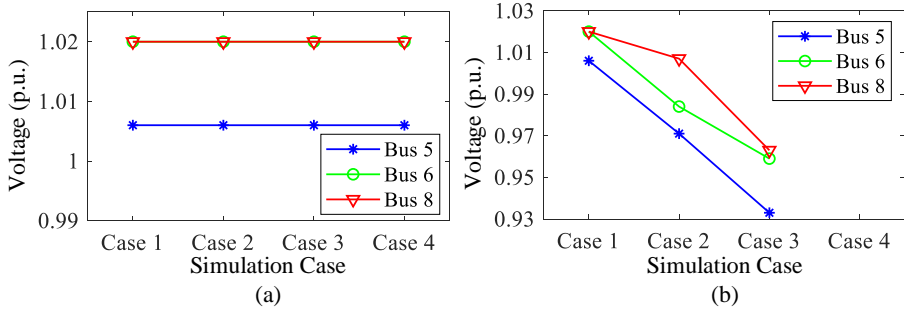 1.02
1.01
1
0.99
Voltage (p.u.)
Bus 5
Bus 6
Bus 8
Case 1 Case 2 Case 3 Case 4
Simulation Case
(a)
1.03
1.01
0.99
0.97
0.95
0.93
Voltage (p.u.)
Bus 5
Bus 6
Bus 8
Case 1 Case 2 Case 3 Case 4
Simulation Case
(b)